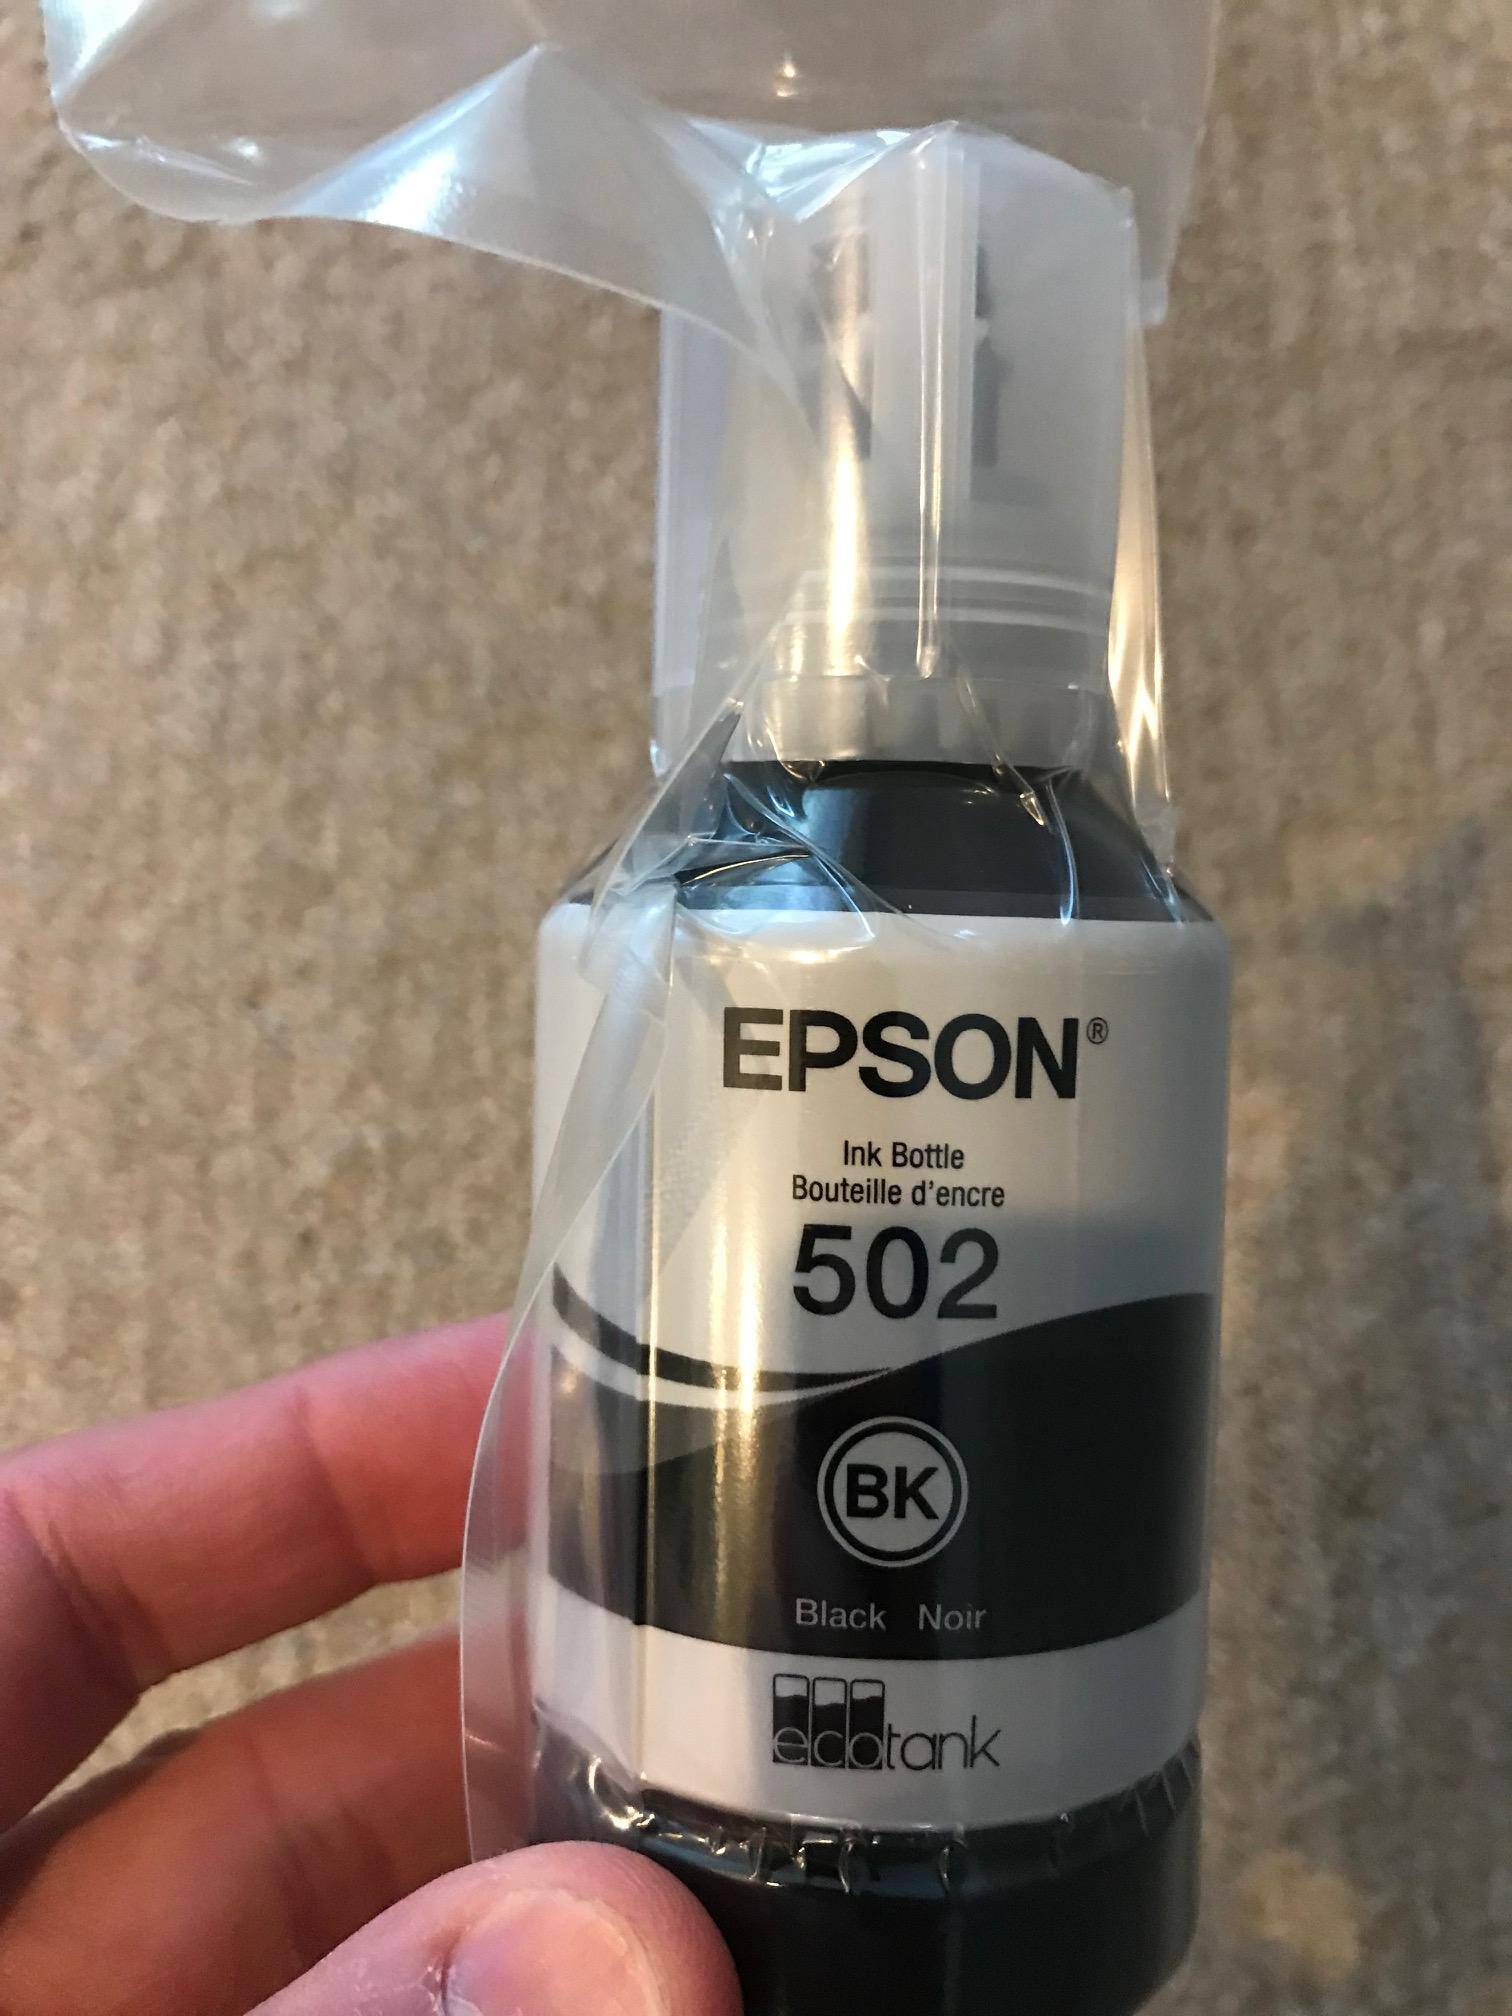 EPSON®
Ink Bottle
Bouteille d'encre
502
BK
Black Noir
ecotank